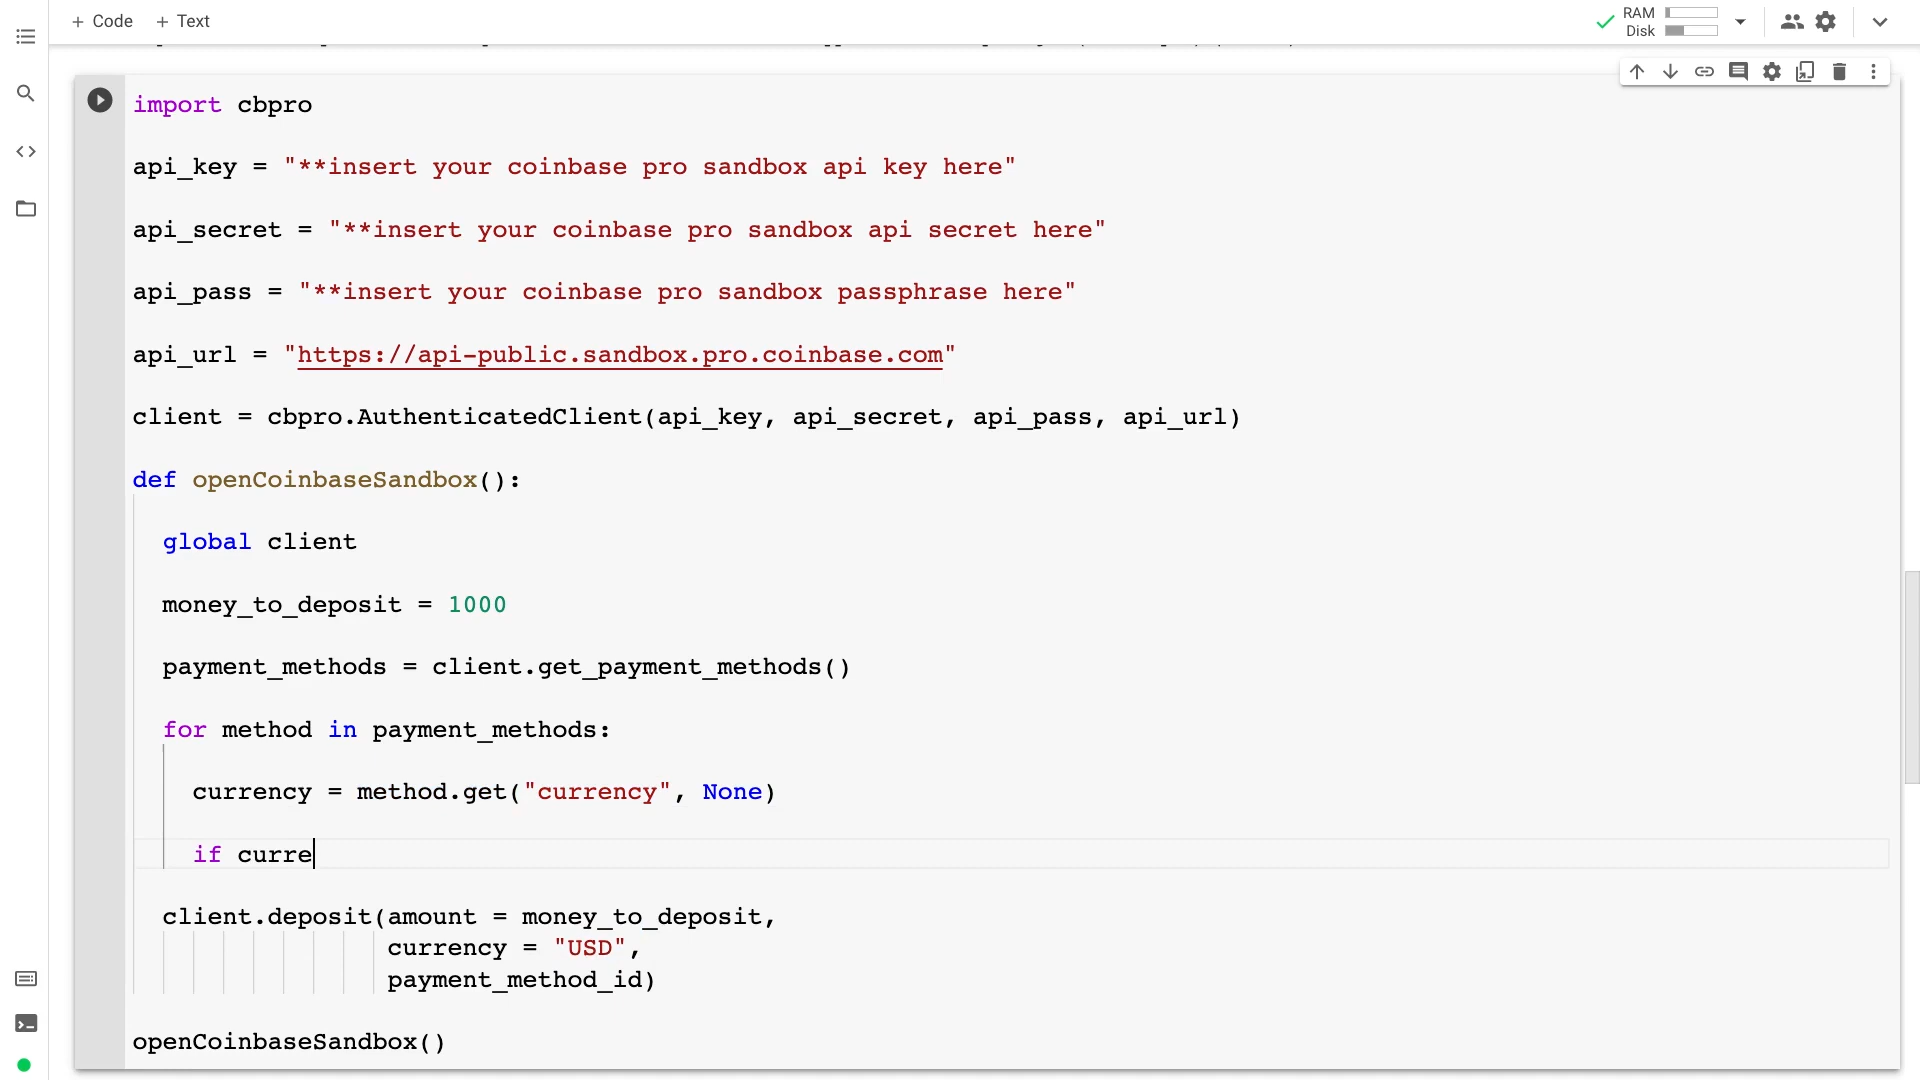 + Code + Text
RAM
Disk
import cbpro
api_key = "**insert your coinbase pro sandbox api key here"
api_secret = "**insert your coinbase pro sandbox api secret here"
api_pass = "**insert your coinbase pro sandbox passphrase here"
api_url = "https://api-public.sandbox.pro.coinbase.com"
client = cbpro.AuthenticatedClient(api_key, api_secret, api_pass, api_url)
def openCoinbaseSandbox():
global client
money_to_deposit = 1000
payment_methods = client.get_payment_methods()
for method in payment_methods:
currency = method.get("currency", None)
if curre
client.deposit(amount = money_to_deposit,
currency = "USD",
payment_method_id)
openCoinbaseSandbox()